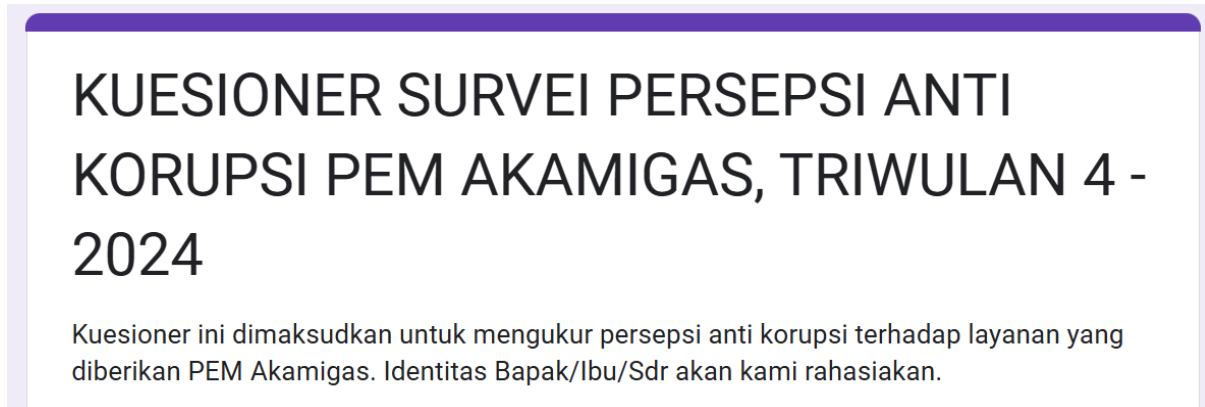 KUESIONER SURVEI PERSEPSI ANTI
KORUPSI PEM AKAMIGAS, TRIWULAN 4 -
2024
Kuesioner ini dimaksudkan untuk mengukur persepsi anti korupsi terhadap layanan yang
diberikan PEM Akamigas. Identitas Bapak/Ibu/Sdr akan kami rahasiakan.